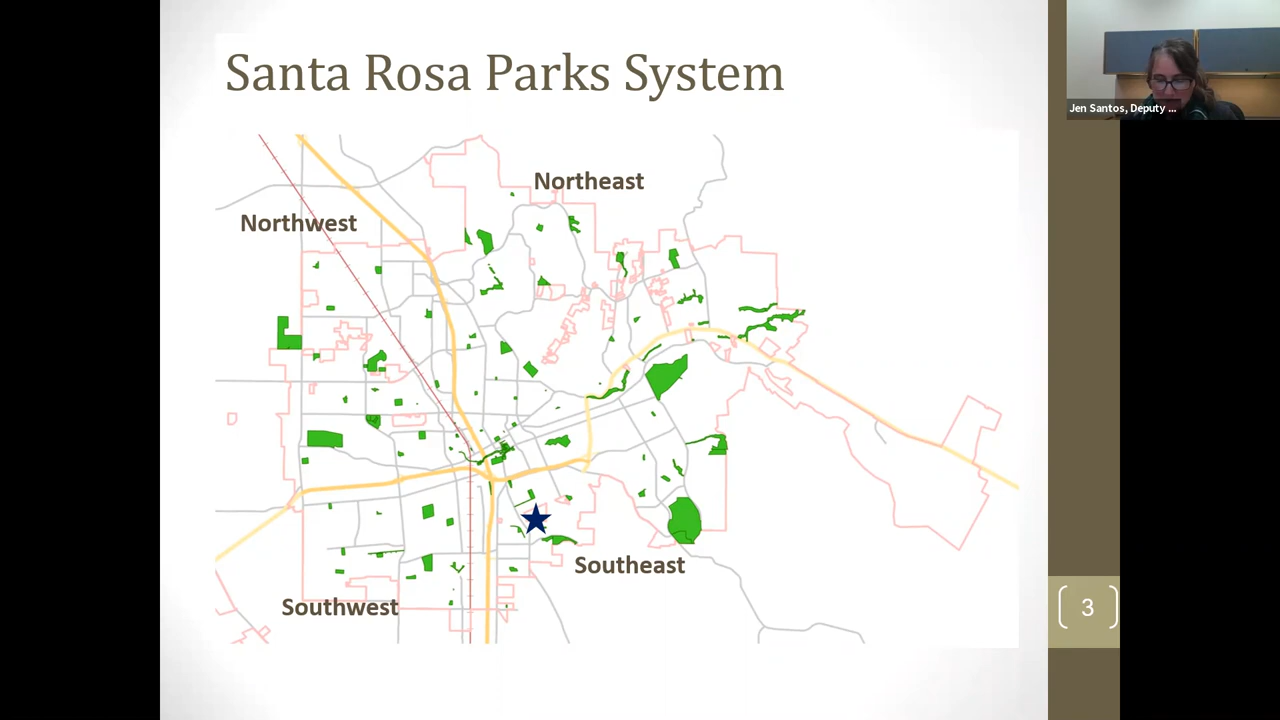 Santa Rosa Parks System
Jen Santos, Deputy ...
Northeast
Northwest
Southeast
Southwest
3